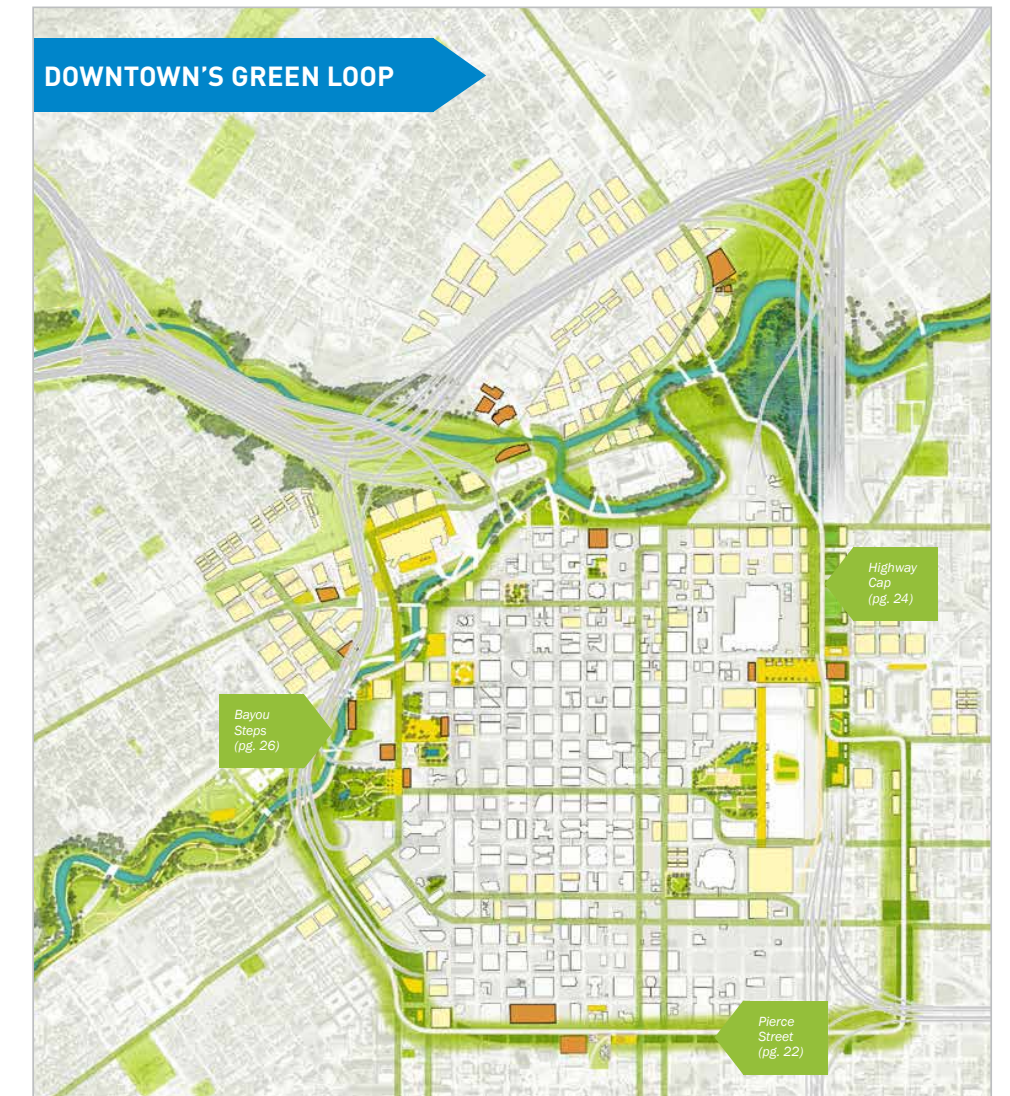 DOWNTOWN'S GREEN LOOP
Highway
Cap
(pg. 24)
Bayou
Steps
(pg. 26)
Pierce
Street
(pg. 22)